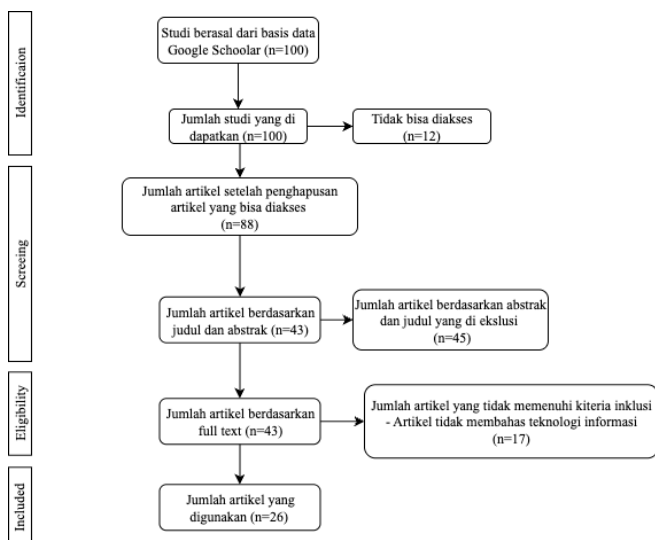 Identificaion
Studi berasal dari basis data
Google Schoolar (n=100)
Jumlah studi yang di
dapatkan (n=100)
Tidak bisa diakses
(n=12)
Screeing
Jumlah artikel setelah penghapusan
artikel yang bisa diakses
(n=88)
Jumlah artikel berdasarkan
judul dan abstrak (n=43)
Jumlah artikel berdasarkan abstrak
dan judul yang di ekslusi
(n=45)
Eligibility
Jumlah artikel berdasarkan
full text (n=43)
Jumlah artikel yang tidak memenuhi kiteria inklusi
- Artikel tidak membahas teknologi informasi
(n=17)
Included
Jumlah artikel yang
digunakan (n=26)